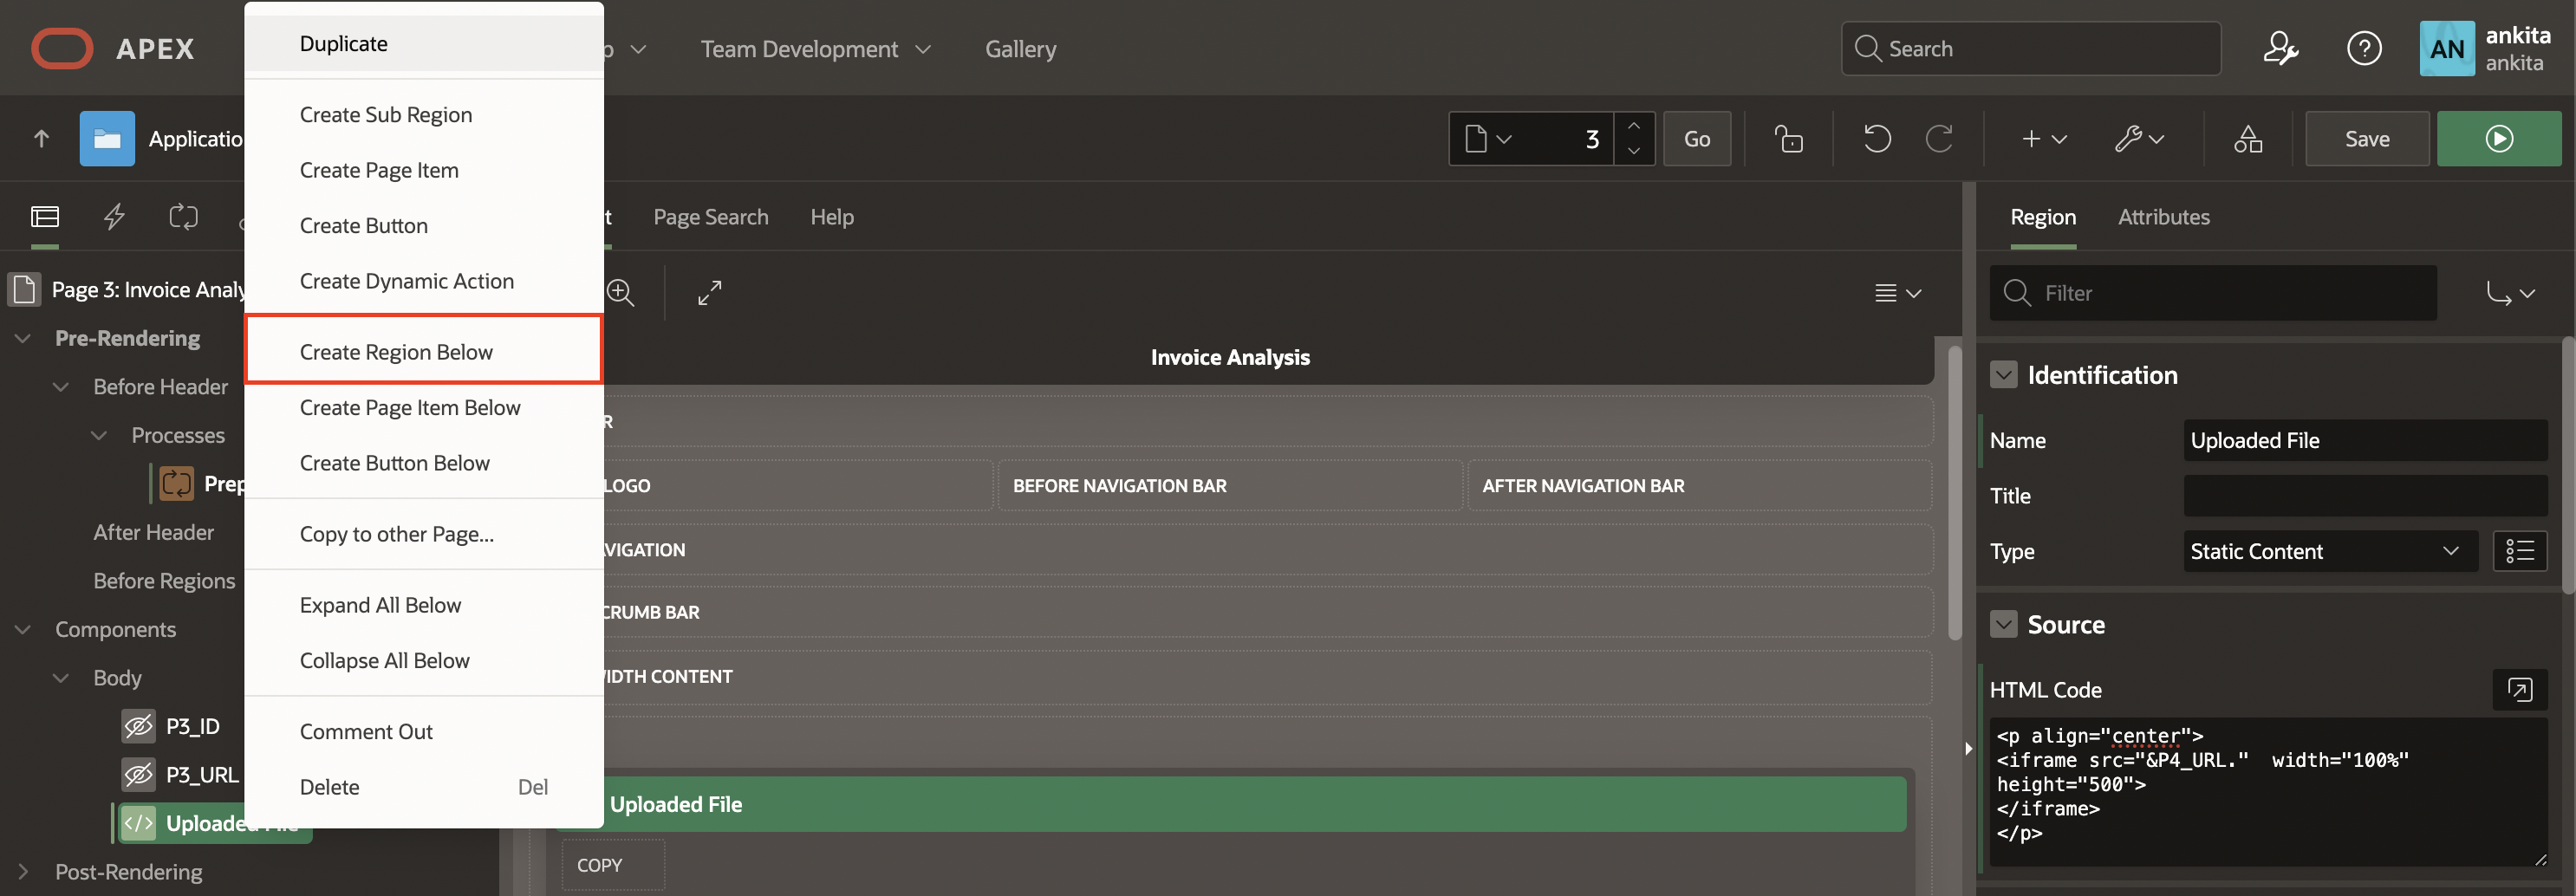 APEX
Team Development
Gallery
Search
AN
ankita
ankita
Applicatio
3
Go
Save
Page Search
Help
Region
Attributes
Duplicate
Create Sub Region
Create Page Item
Create Button
Create Dynamic Action
Create Region Below
Create Page Item Below
Create Button Below
Copy to other Page...
Expand All Below
Collapse All Below
Comment Out
Delete Del
Page 3: Invoice Analy
Pre-Rendering
Before Header
Processes
Prep
After Header
Before Regions
Components
Body
P3_ID
P3_URL
Uploaded File
Post-Rendering
Invoice Analysis
R
LOGO
BEFORE NAVIGATION BAR
AFTER NAVIGATION BAR
AVIGATION
CRUMB BAR
WIDTH CONTENT
Uploaded File
COPY
Filter
Identification
Name Uploaded File
Title
Type Static Content
Source
HTML Code
<p align="center">
<iframe src="&P4_URL."  width="100%"
height="500">
</iframe>
</p>